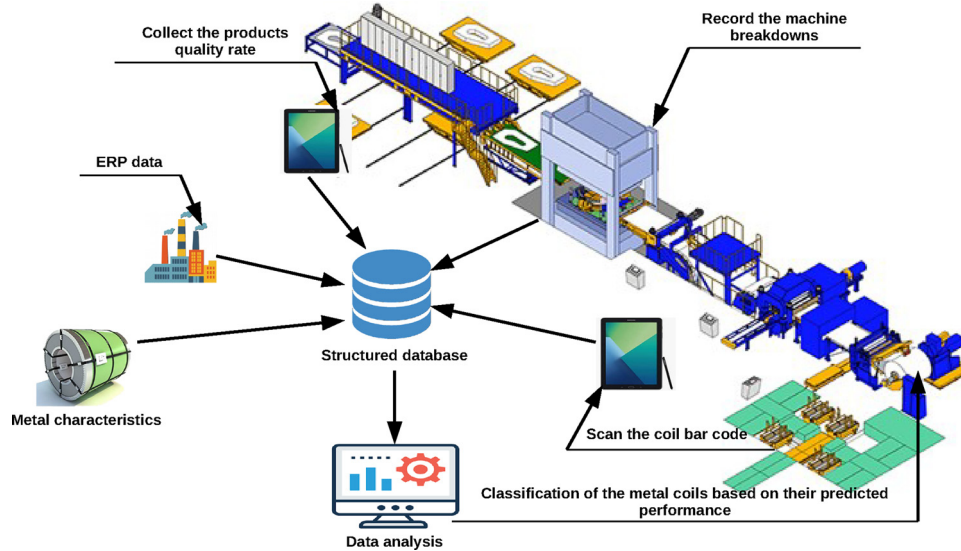 Collect the products
quality rate
Record the machine
breakdowns
ERP data
Structured database
Metal characteristics
Scan the coil bar code
Classification of the metal coils based on their predicted
performance
Data analysis